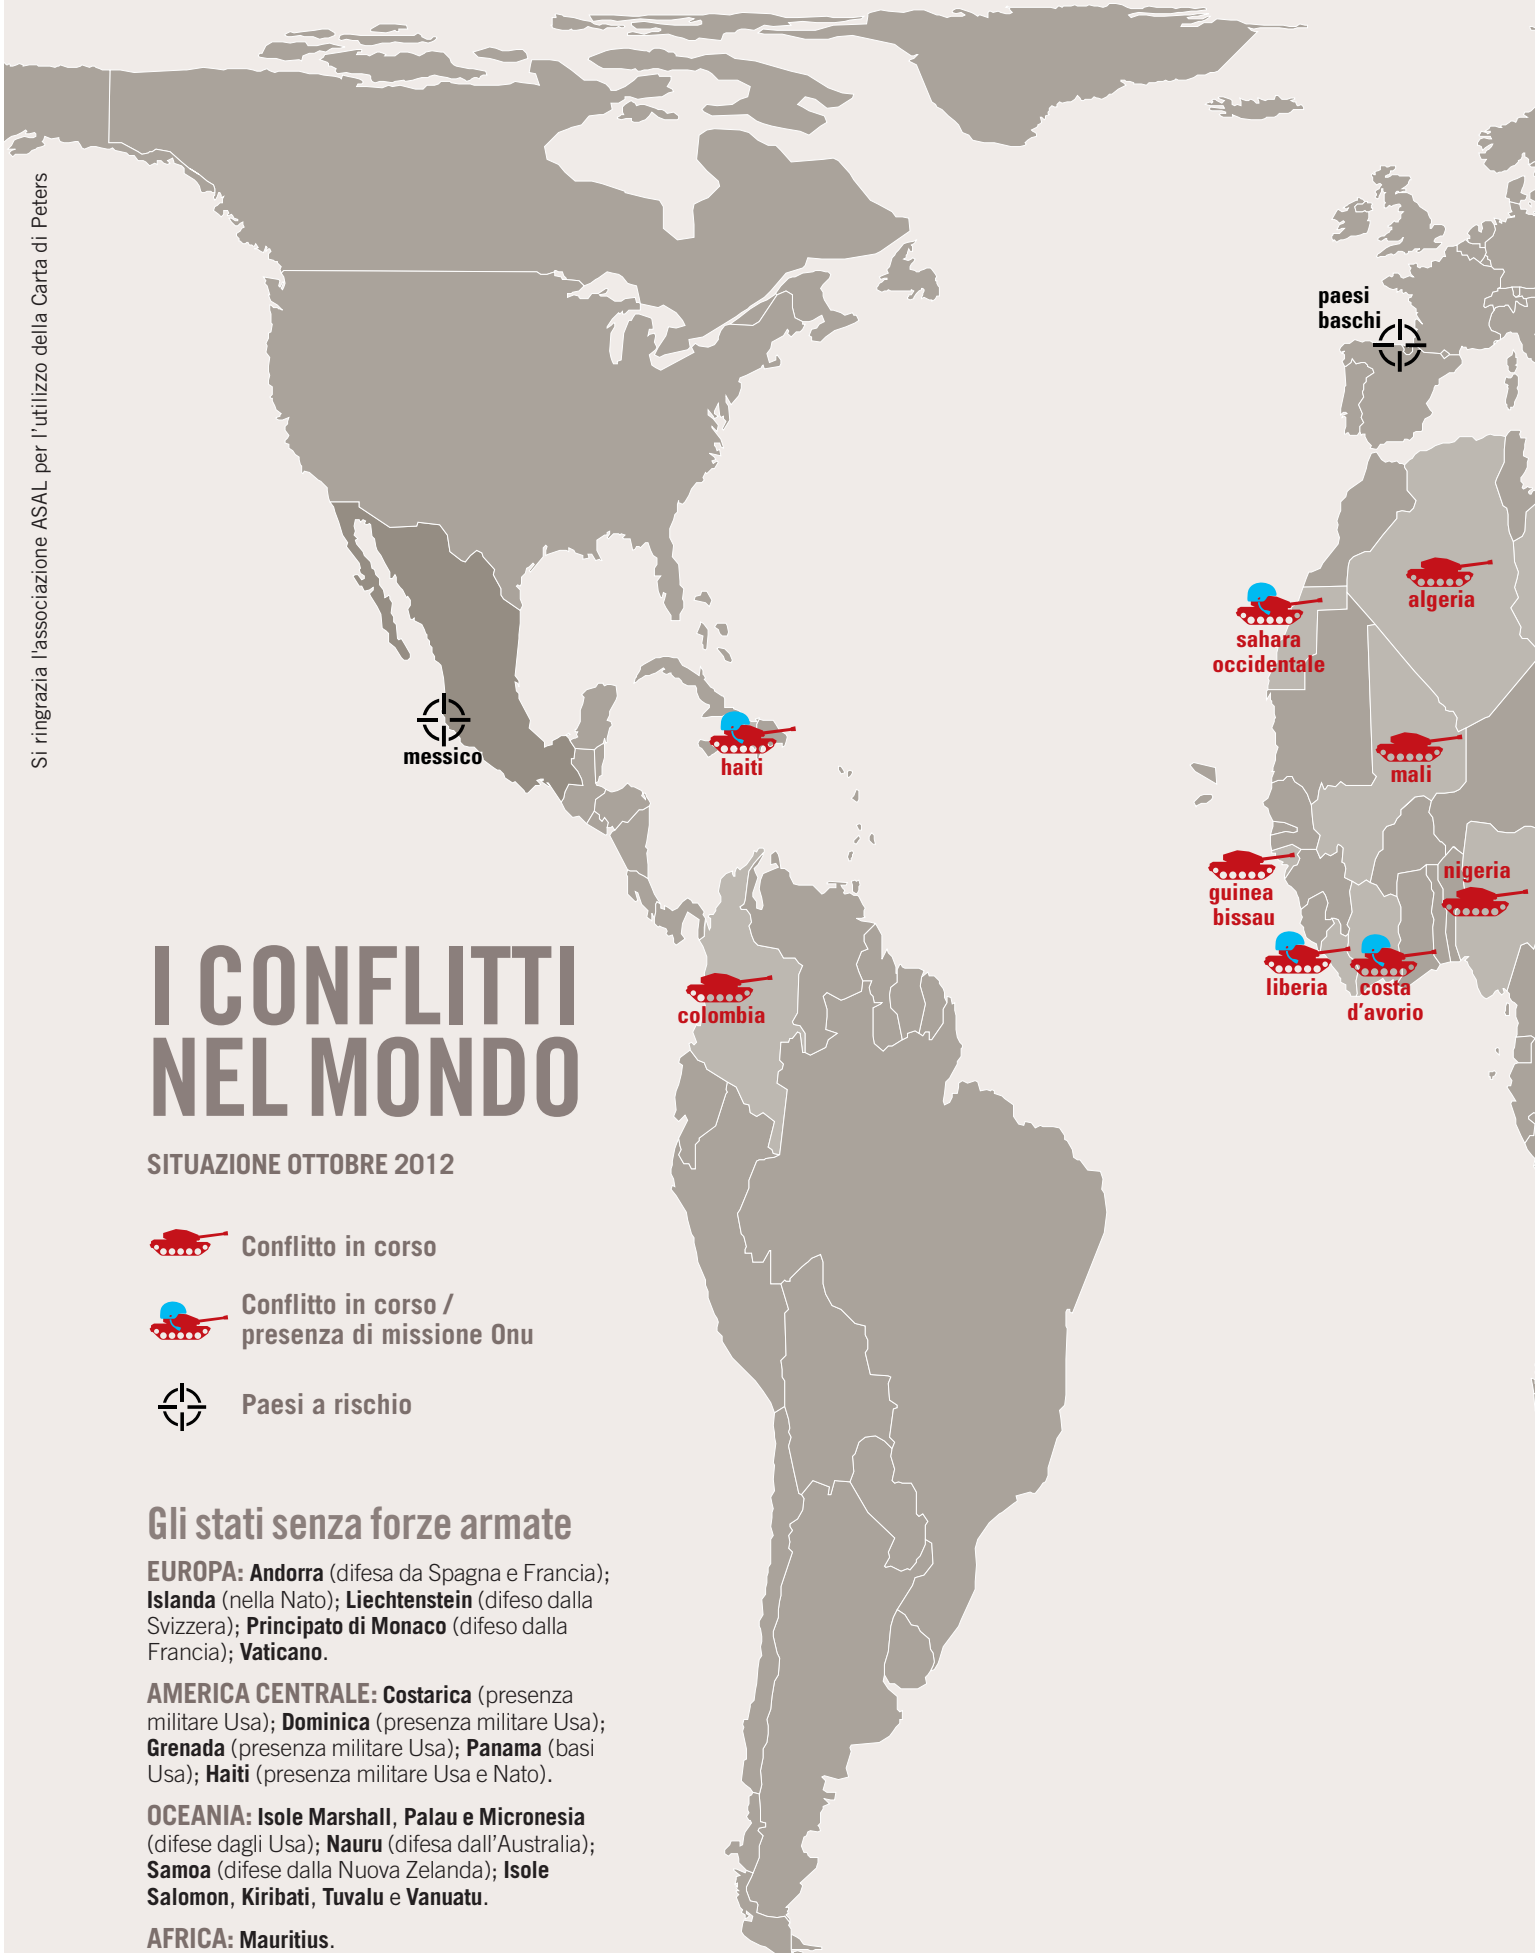 Si ringrazia l'associazione ASAL per l'utilizzo della Carta di Peters
paesi
baschi
algeria
sahara
occidentale
messico
haiti
mali
nigeria
guinea
bissau
liberia
costa
d'avorio
colombia
I CONFLITTI
NEL MONDO
SITUAZIONE OTTOBRE 2012
Conflitto in corso
Conflitto in corso /
presenza di missione Onu
Paesi a rischio
Gli stati senza forze armate
EUROPA: Andorra (difesa da Spagna e Francia);
Islanda (nella Nato); Liechtenstein (difeso dalla
Svizzera); Principato di Monaco (difeso dalla
Francia); Vaticano.
AMERICA CENTRALE: Costarica (presenza
militare Usa); Dominica (presenza militare Usa);
Grenada (presenza militare Usa); Panama (basi
Usa); Haiti (presenza militare Usa e Nato).
OCEANIA: Isole Marshall, Palau e Micronesia
(difese dagli Usa); Nauru (difesa dall'Australia);
Samoa (difese dalla Nuova Zelanda); Isole
Salomon, Kiribati, Tuvalu e Vanuatu.
AFRICA: Mauritius.